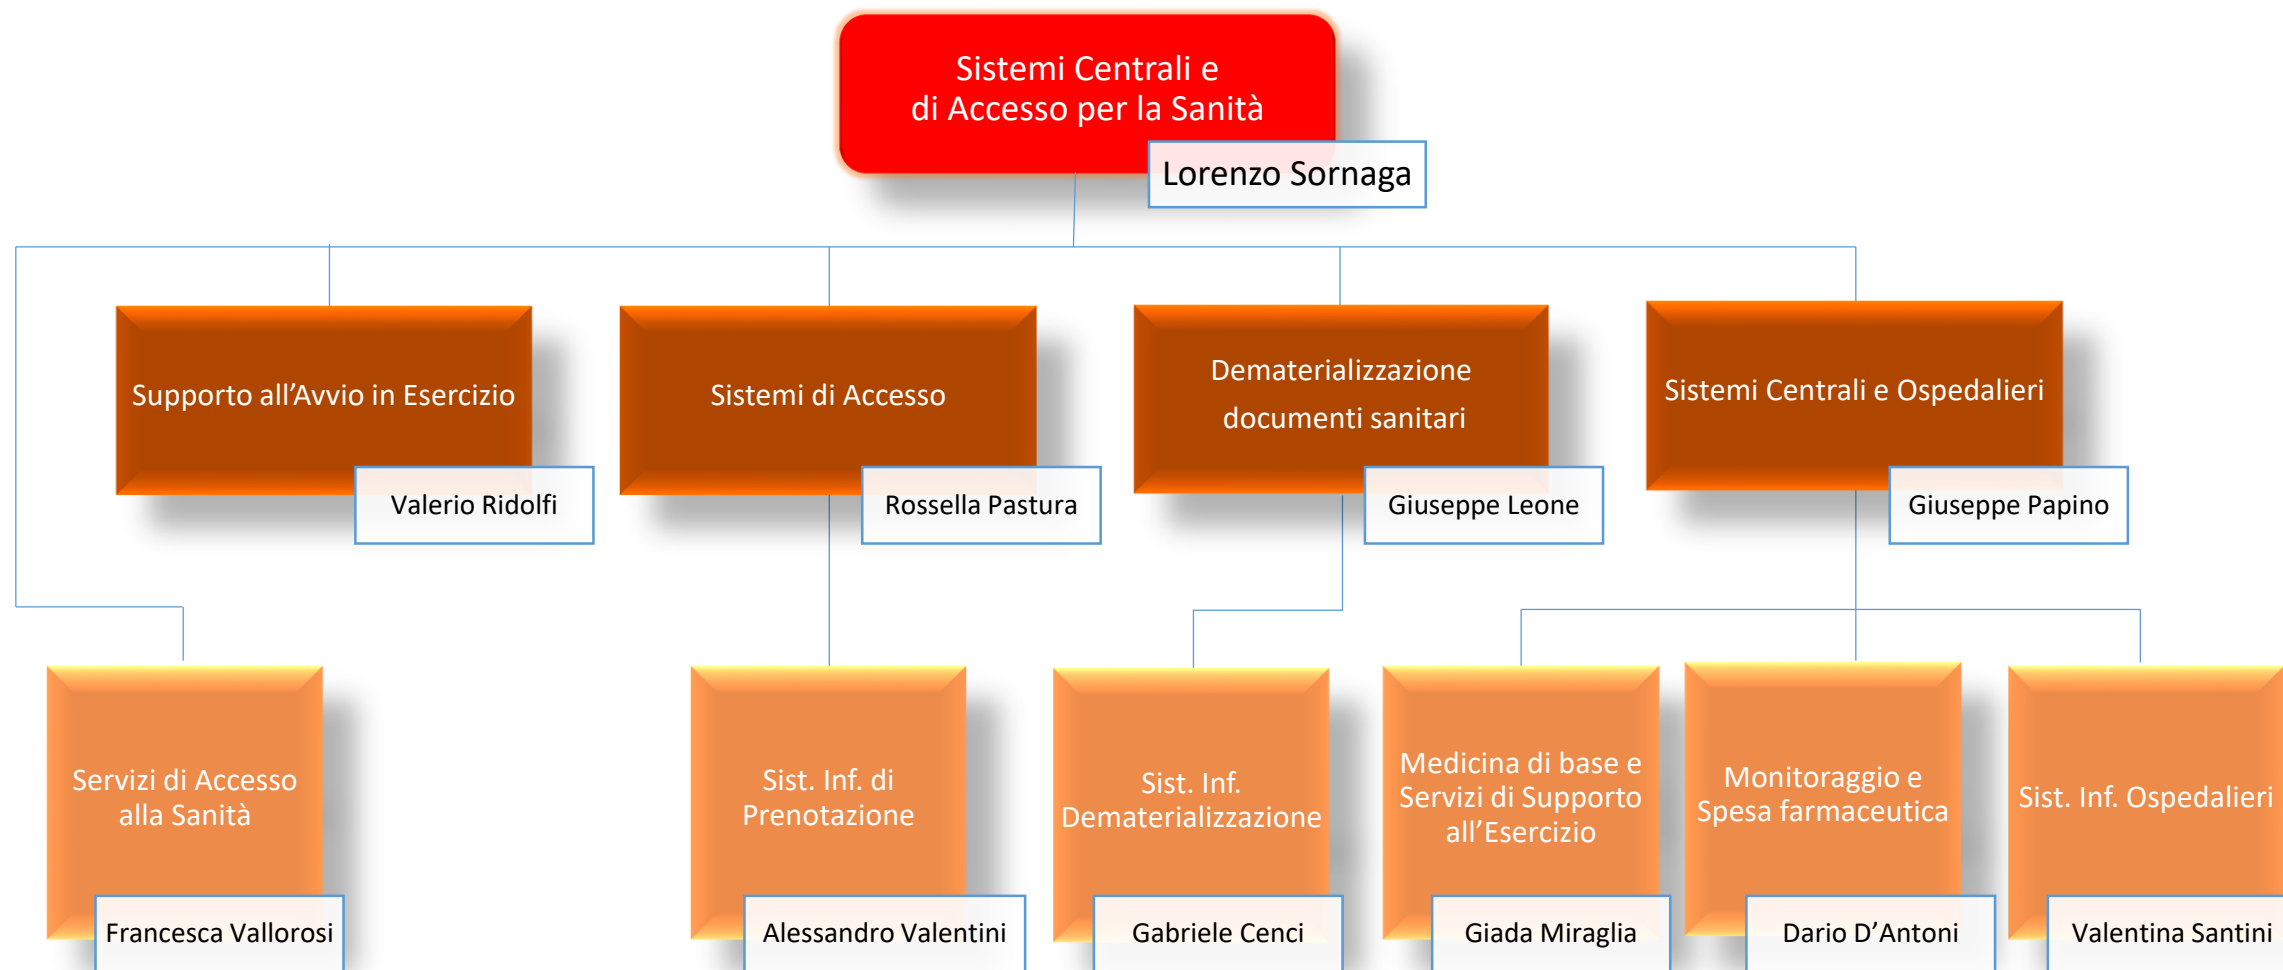 Sistemi Centrali e
di Accesso per la Sanità
Lorenzo Sornaga
Supporto all’Avvio in Esercizio
Valerio Ridolfi
Sistemi di Accesso
Rossella Pastura
Dematerializzazione
documenti sanitari
Giuseppe Leone
Sistemi Centrali e Ospedalieri
Giuseppe Papino
Servizi di Accesso
alla Sanità
Francesca Vallorosi
Sist. Inf. di
Prenotazione
Alessandro Valentini
Sist. Inf.
Dematerializzazione
Gabriele Cenci
Medicina di base e
Servizi di Supporto
all’Esercizio
Giada Miraglia
Monitoraggio e
Spesa farmaceutica
Dario D’Antoni
Sist. Inf. Ospedalieri
Valentina Santini